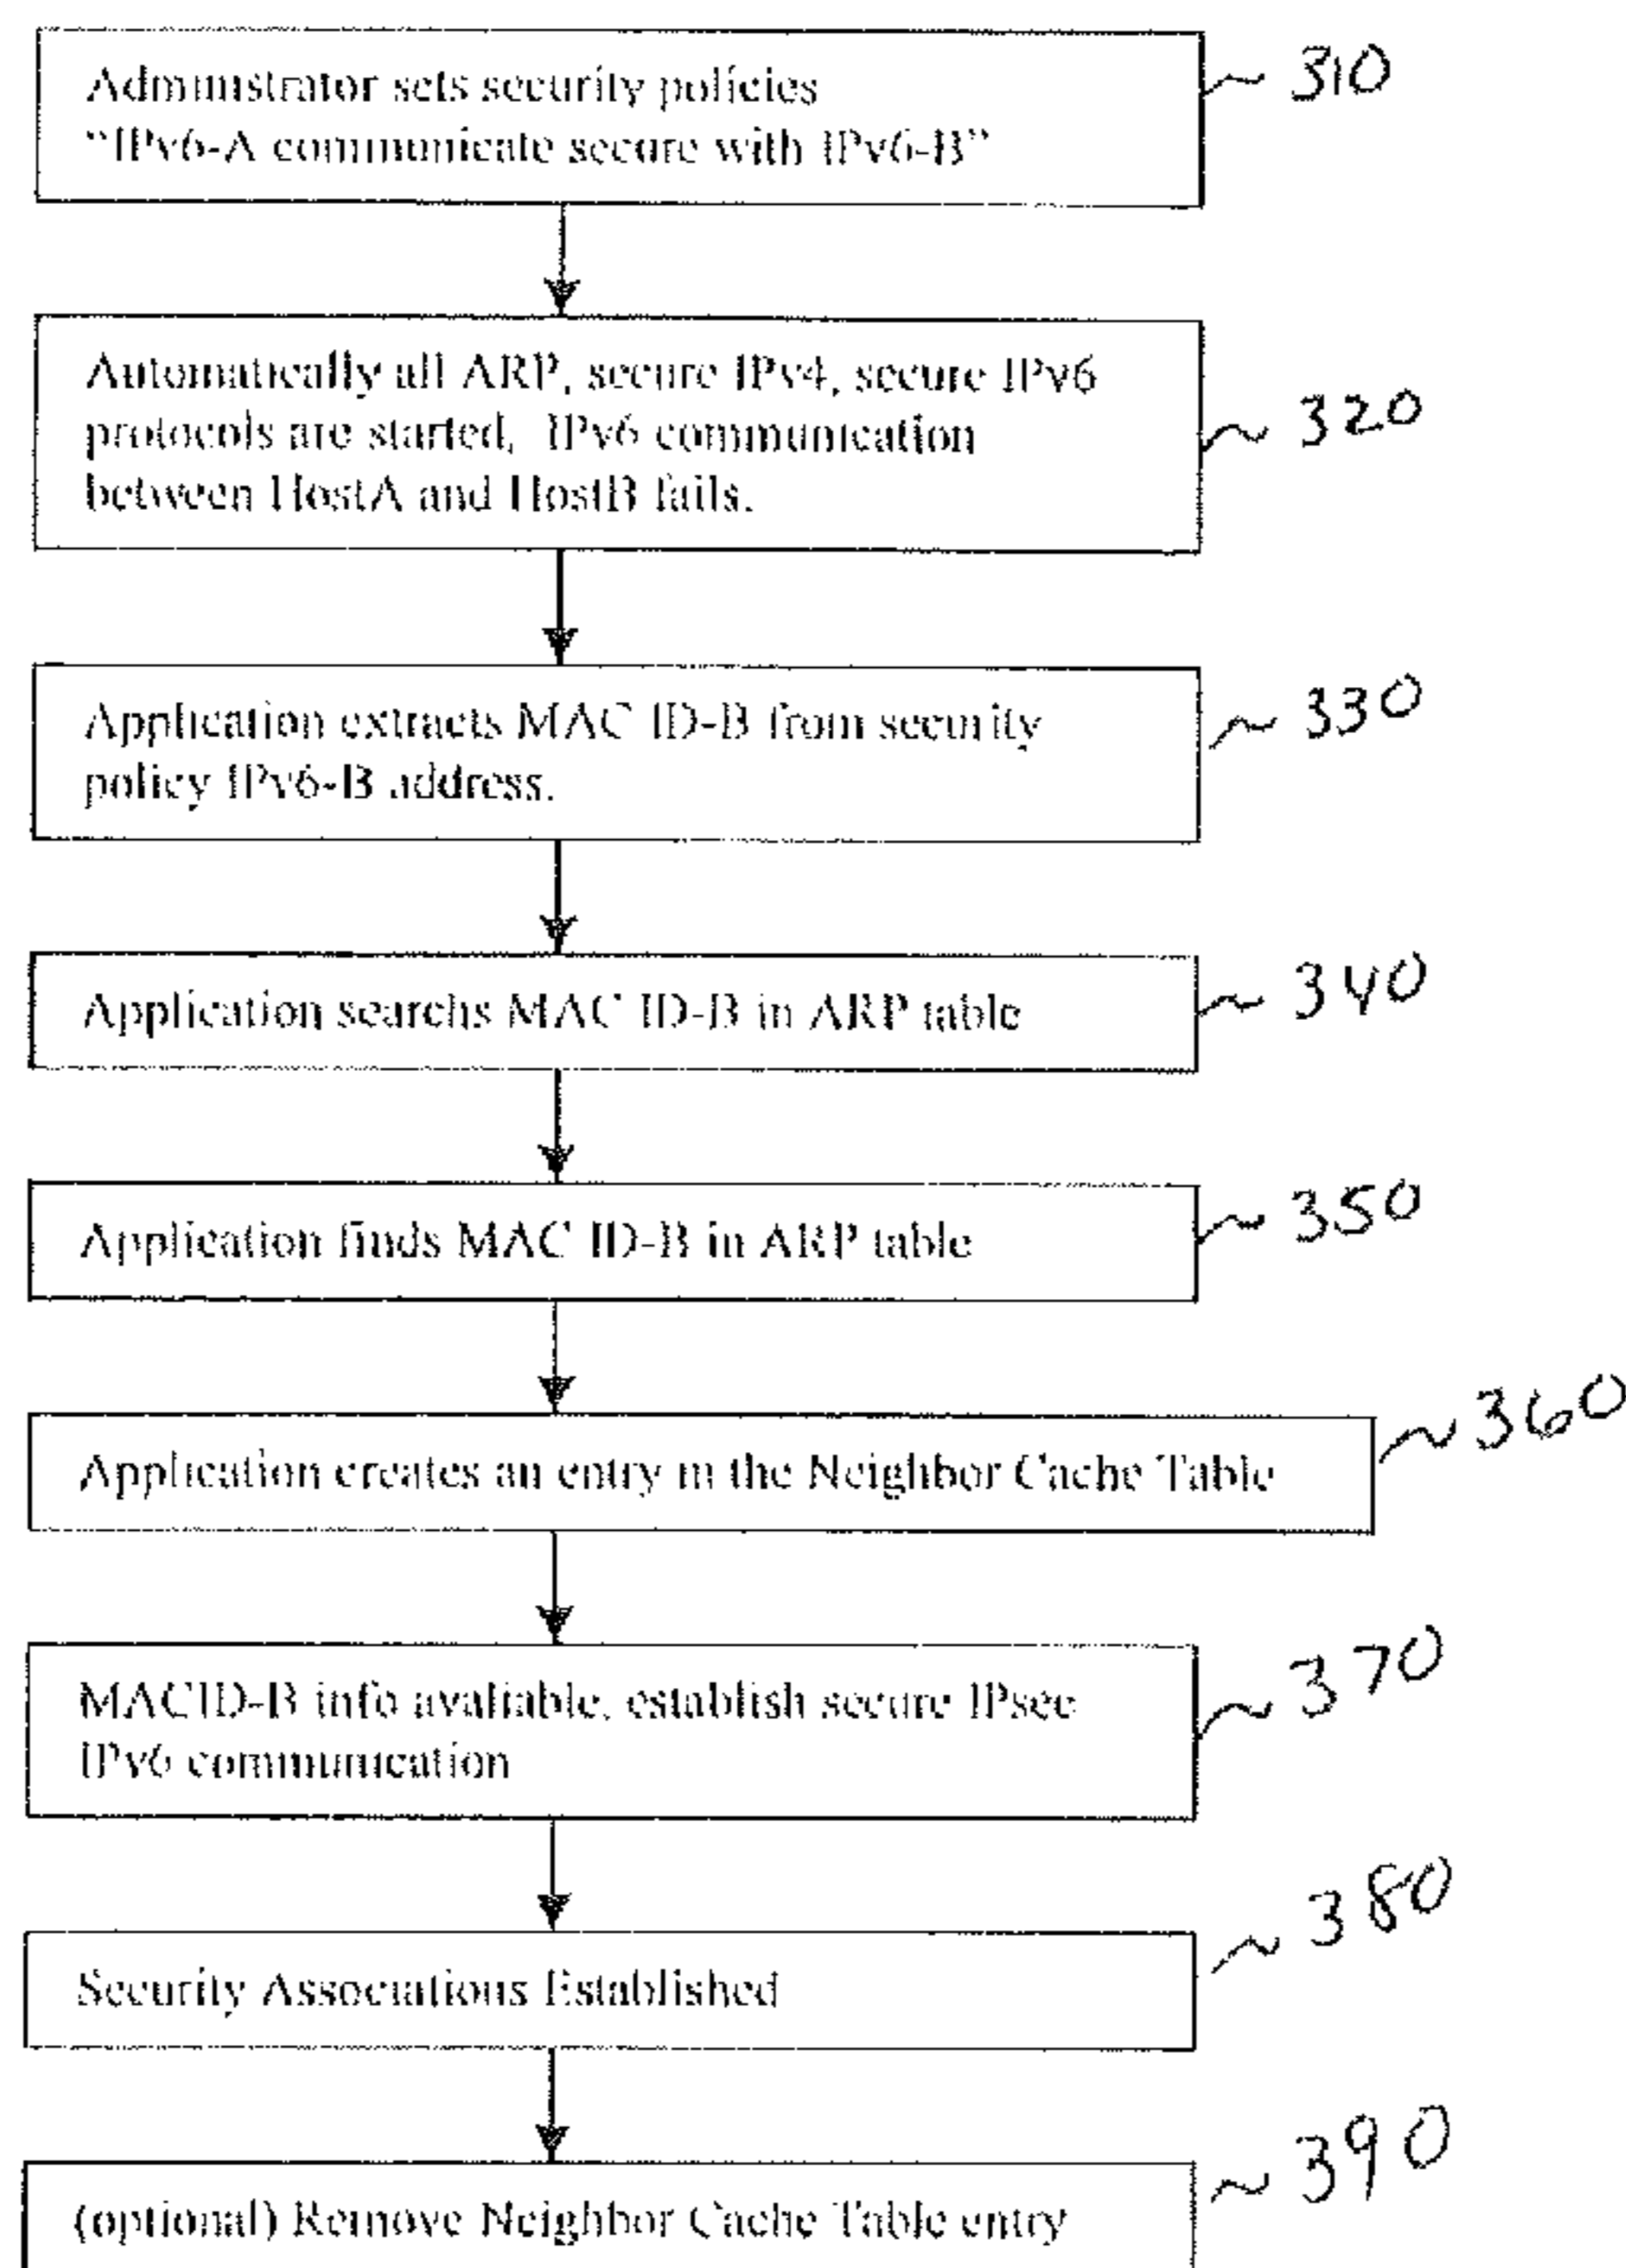 Administrator sets security policies
310
"IPv6-A communicate secure with IPv6-B"
Automatically all ARP, secure IPv4, secure IPv6
protocols are started, IPv6 communication
320
between HostA and HostB fails.
Application extracts MAC ID-B from security
330
policy IPv6-B address.
Application searchs MAC ID-B in ARP table
340
Application finds MAC ID-B in ARP table
350
Application creates an entry in the Neighbor Cache Table
360
MACID-B info avaliable, establish secure IPsec
370
IPv6 communication
Security Associations Established
380
(optional) Remove Neighbor Cache Table entry
390